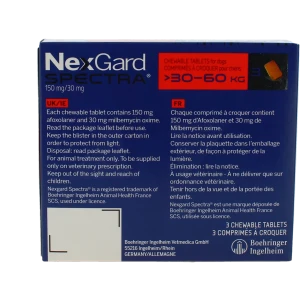 NexGard
SPECTRA®
150 mg/30 mg
CHEWABLE TABLETS for dogs
COMPRIMÉS À CROQUER pour chiens
>30-60 KG
UK/IE
Each chewable tablet contains 150 mg
afoxolaner and 30 mg milbemycin oxime.
Read the package leaflet before use.
Keep the blister in the outer carton in
order to protect from light.
Disposal: read package leaflet.
For animal treatment only. To be supplied
only on veterinary prescription.
Keep out of the sight and reach of
children.
Nexgard Spectra® is a registered trademark of
Boehringer Ingelheim Animal Health France
SCS, used under licence.
FR
Chaque comprimé à croquer contient
150 mg d'Afoxolaner et 30 mg de
Milbemycin oxime.
Lire la notice avant utilisation.
Conserver la plaquette dans l'emballage
extérieur, de façon à protéger de la
lumière.
Elimination : lire la notice.
À usage vétérinaire - À ne délivrer que sur
ordonnance vétérinaire.
Tenir hors de la vue et de la portée des
enfants.
Nexgard Spectra® est une marque déposée de
Boehringer Ingelheim Animal Health France
SCS, utilisée sous licence.
3 CHEWABLE TABLETS
3 COMPRIMÉS À CROQUER
Boehringer Ingelheim Vetmedica GmbH
55216 Ingelheim/Rhein
GERMANY/ALLEMAGNE
Boehringer
Ingelheim